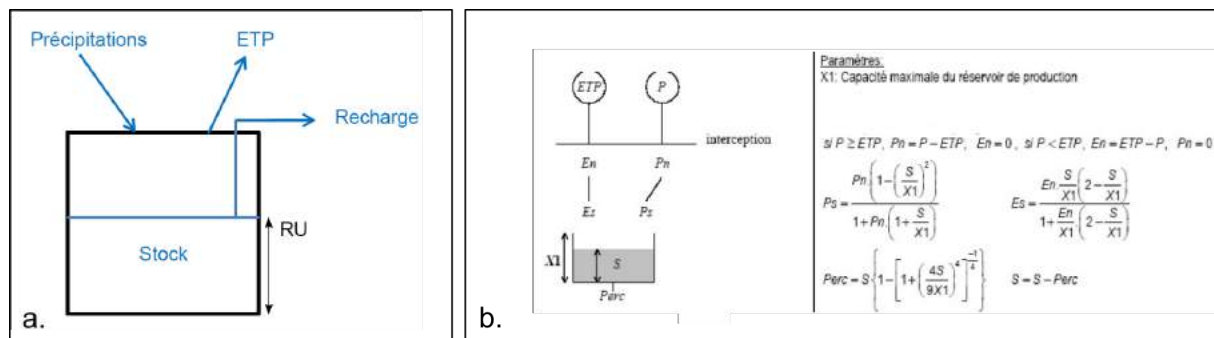 Précipitations
ETP
Recharge
RU
Stock
a.
ETP
P
interception
En
Pn
Es
Ps
X1
S
Perc
b.
Paramètres:
X1: Capacité maximale du réservoir de production
si P ≥ ETP, Pn = P − ETP, En = 0 , si P < ETP, En = ETP − P, Pn = 0
Ps = Pn.(1 − (S/X1)²) / (1 + Pn.(1 + S/X1))
Es = En.S/X1.(2 − S/X1) / (1 + En/X1.(2 − S/X1))
Perc = S{1 − [1 + (4S/9X1)⁴]^(−1/4)}
S = S − Perc